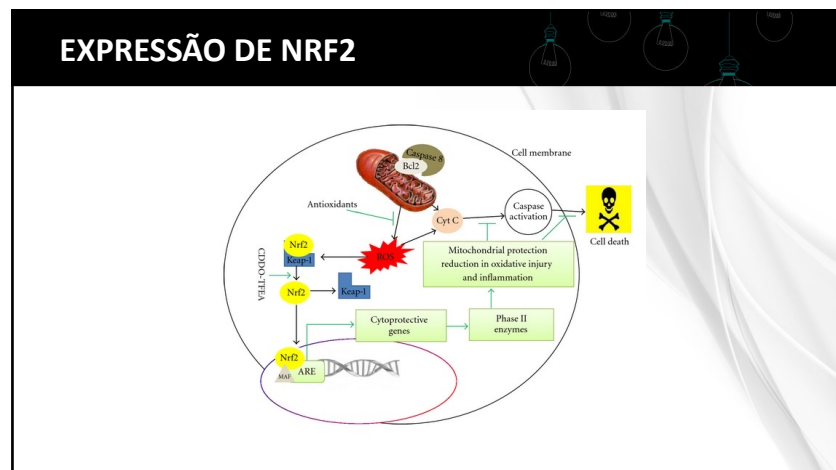 EXPRESSÃO DE NRF2
Cell membrane
Caspase 8
Bcl2
Antioxidants
Cyt C
Caspase
activation
Cell death
ROS
Nrf2
Keap-1
CDDO-TFEA
Nrf2
Keap-1
Mitochondrial protection
reduction in oxidative injury
and inflammation
Cytoprotective
genes
Phase II
enzymes
Nrf2
MAF
ARE